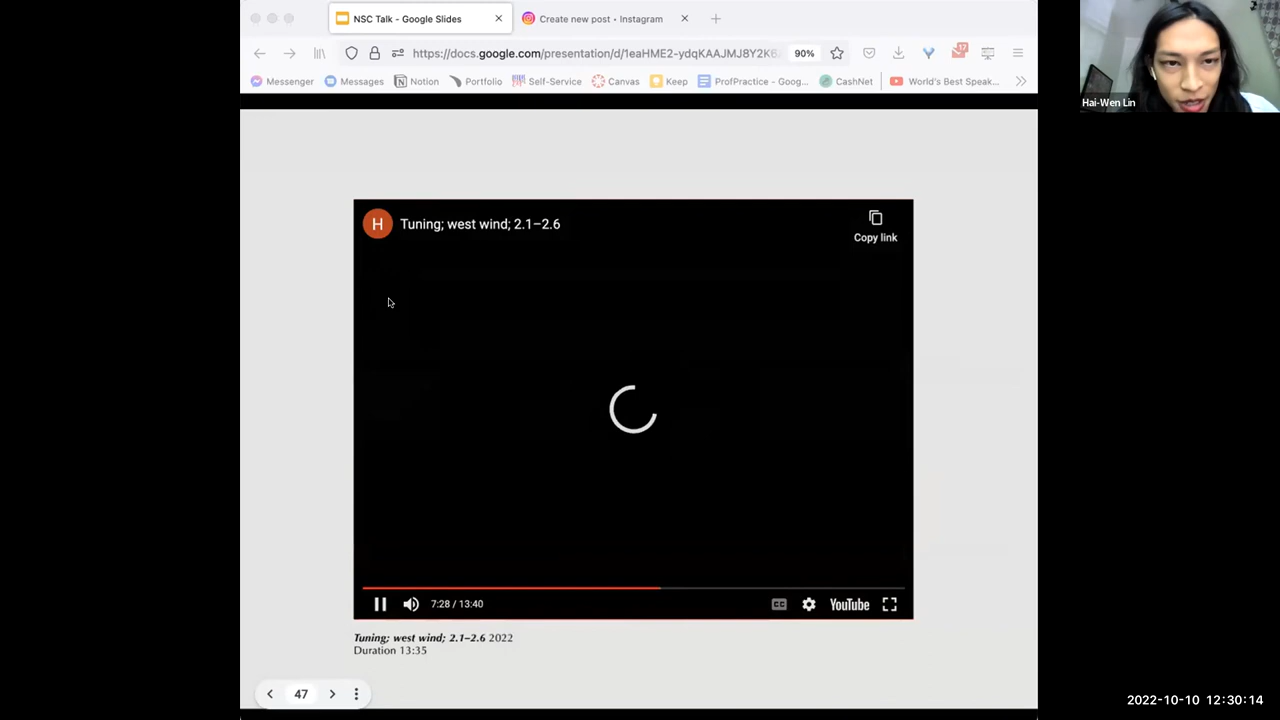 NSC Talk - Google Slides
Create new post • Instagram
https://docs.google.com/presentation/d/1eaHME2-ydqKAAJMJ8Y2K6
90%
17
Messenger
Messages
Notion
Portfolio
Self-Service
Canvas
Keep
ProfPractice - Goog...
CashNet
World's Best Speak...
Hai-Wen Lin
H
Tuning; west wind; 2.1–2.6
Copy link
7:28 / 13:40
CC
YouTube
Tuning; west wind; 2.1–2.6 2022
Duration 13:35
47
2022-10-10 12:30:14